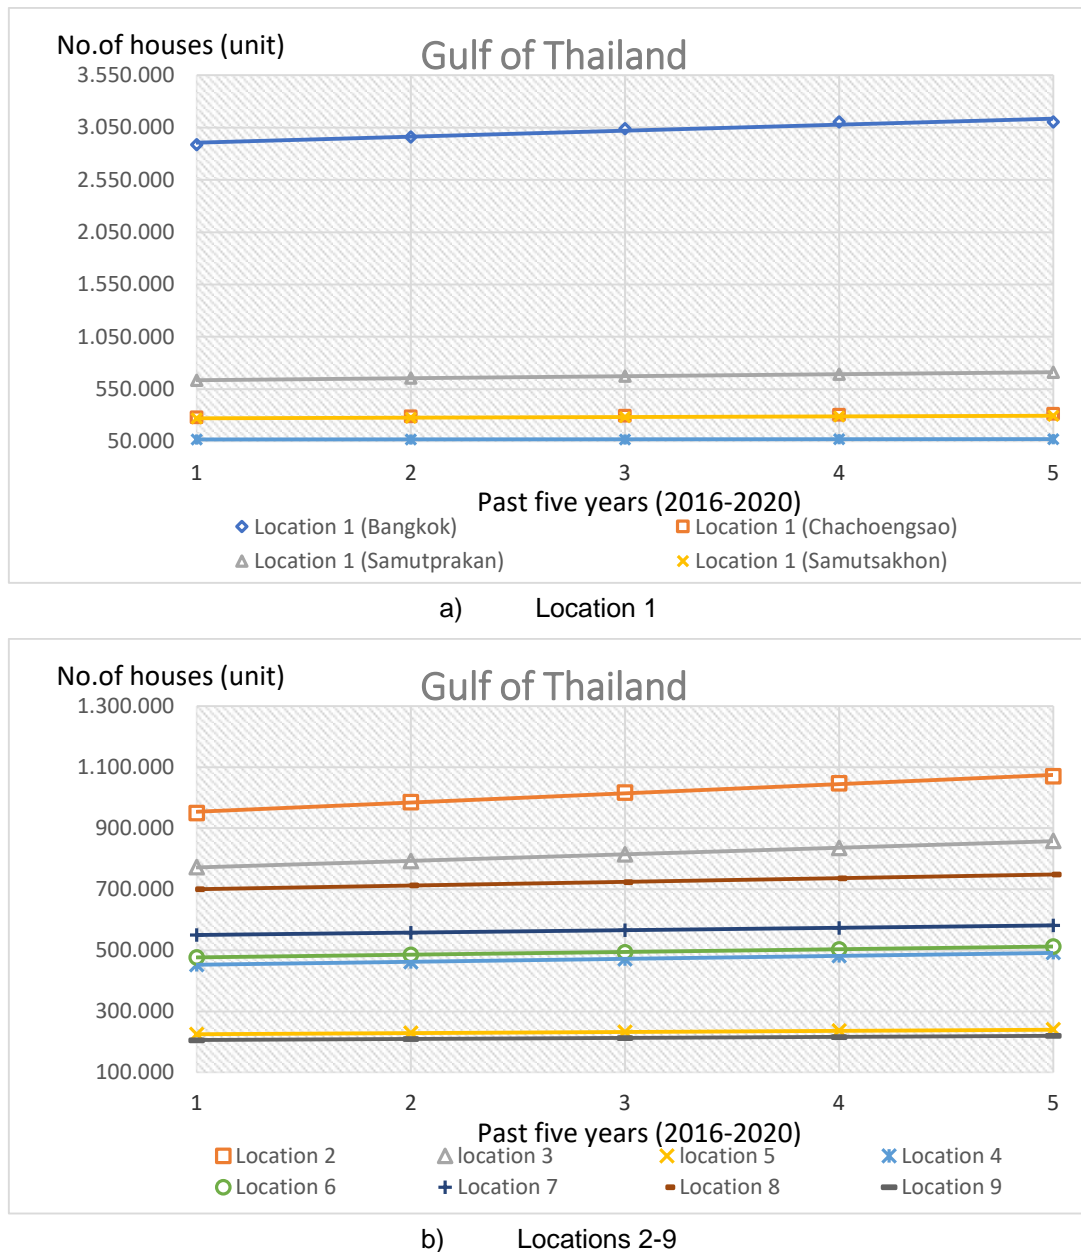 No.of houses (unit)
Gulf of Thailand
3.550.000
3.050.000
2.550.000
2.050.000
1.550.000
1.050.000
550.000
50.000
1 2 3 4 5
Past five years (2016-2020)
Location 1 (Bangkok) Location 1 (Chachoengsao)
Location 1 (Samutprakan) Location 1 (Samutsakhon)
a) Location 1
No.of houses (unit)
Gulf of Thailand
1.300.000
1.100.000
900.000
700.000
500.000
300.000
100.000
1 2 3 4 5
Past five years (2016-2020)
Location 2 location 3 location 5 Location 4
Location 6 Location 7 Location 8 Location 9
b) Locations 2-9